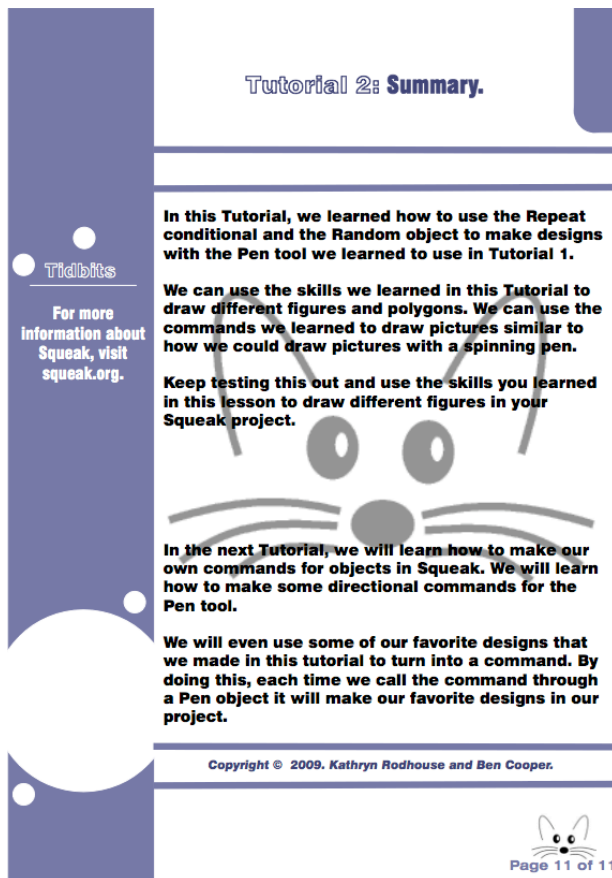 Tutorial 2: Summary.
Tidbits
For more
information about
Squeak, visit
squeak.org.
In this Tutorial, we learned how to use the Repeat
conditional and the Random object to make designs
with the Pen tool we learned to use in Tutorial 1.
We can use the skills we learned in this Tutorial to
draw different figures and polygons. We can use the
commands we learned to draw pictures similar to
how we could draw pictures with a spinning pen.
Keep testing this out and use the skills you learned
in this lesson to draw different figures in your
Squeak project.
In the next Tutorial, we will learn how to make our
own commands for objects in Squeak. We will learn
how to make some directional commands for the
Pen tool.
We will even use some of our favorite designs that
we made in this tutorial to turn into a command. By
doing this, each time we call the command through
a Pen object it will make our favorite designs in our
project.
Copyright © 2009. Kathryn Rodhouse and Ben Cooper.
Page 11 of 11